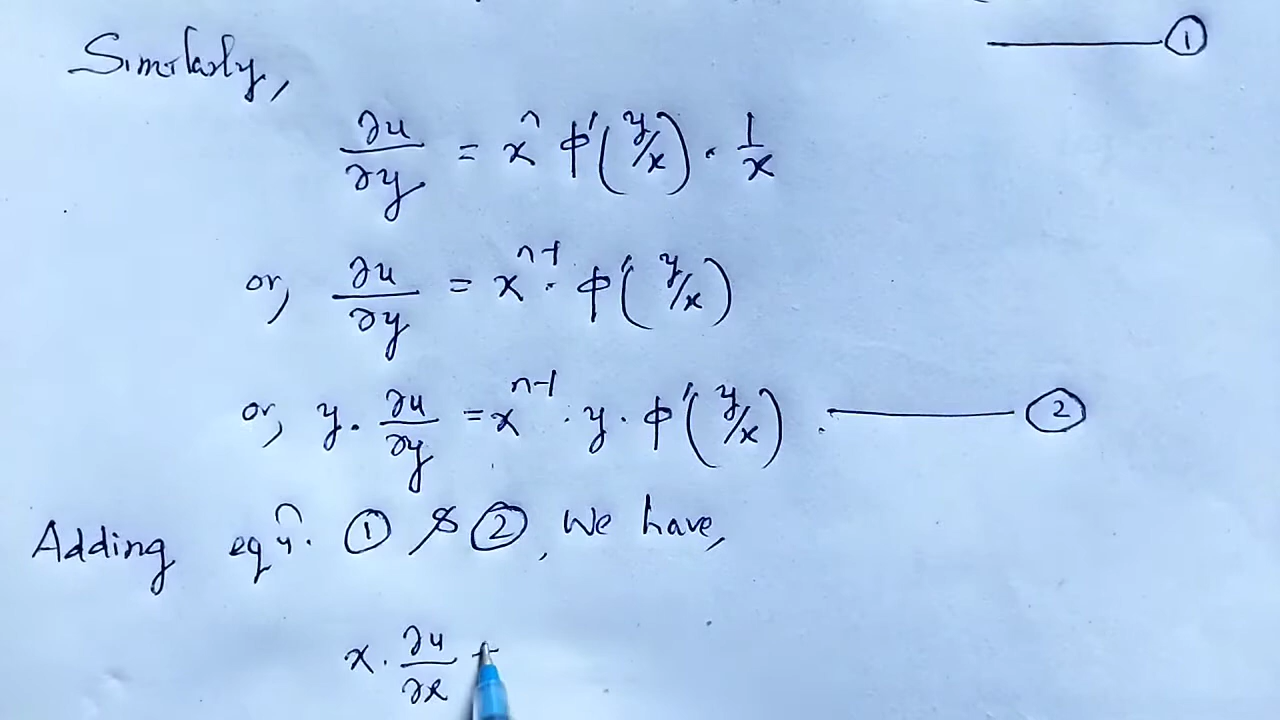 ①
Similarly,
∂u/∂y = xⁿ ϕ'(y/x) · 1/x
or, ∂u/∂y = xⁿ⁻¹ · ϕ'(y/x)
or, y · ∂u/∂y = xⁿ⁻¹ · y · ϕ'(y/x) . ②
Adding eqⁿ. ① & ②, We have,
x · ∂u/∂x +